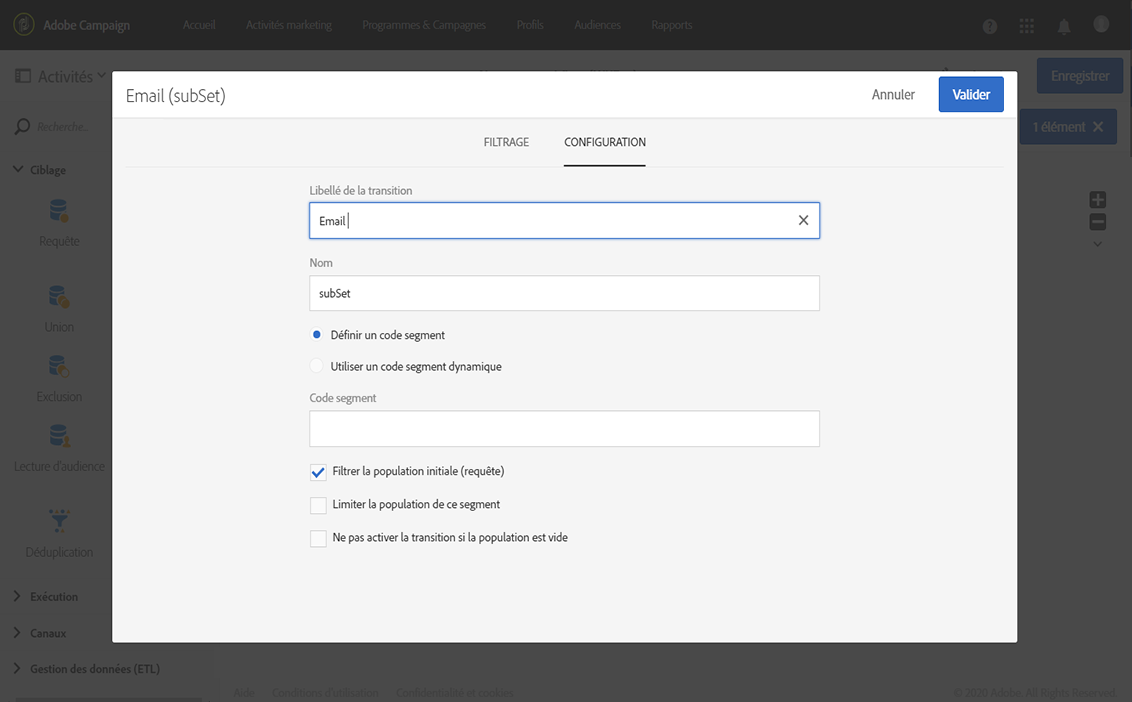 Adobe Campaign
Accueil
Activités marketing
Programmes & Campagnes
Profils
Audiences
Rapports
Activités
Enregistrer
Email (subSet)
Annuler
Valider
Recherche...
1 élément
FILTRAGE
CONFIGURATION
Ciblage
Libellé de la transition
Email
Requête
Nom
subSet
Union
Définir un code segment
Utiliser un code segment dynamique
Exclusion
Code segment
Lecture d'audience
Filtrer la population initiale (requête)
Limiter la population de ce segment
Ne pas activer la transition si la population est vide
Déduplication
Exécution
Canaux
Gestion des données (ETL)
Aide
Conditions d'utilisation
Confidentialité et cookies
© 2020 Adobe. All Rights Reserved.